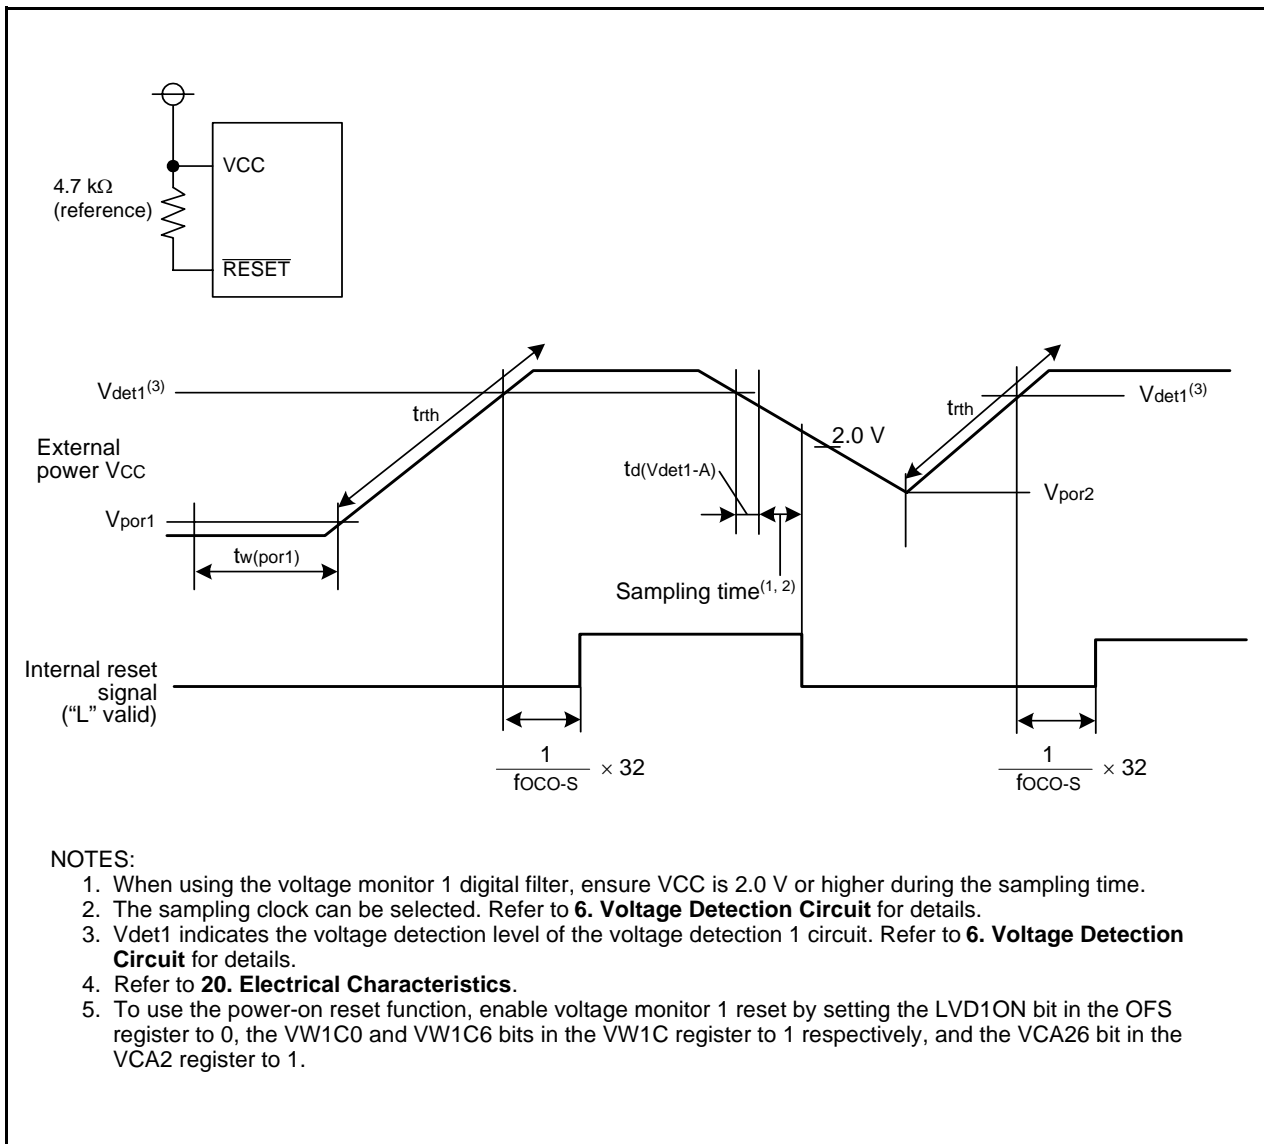 VCC
4.7 kΩ
(reference)
RESET
Vdet1(3)
trth
External
power VCC
Vpor1
tw(por1)
td(Vdet1-A)
2.0 V
Sampling time(1, 2)
trth
Vdet1(3)
Vpor2
Internal reset
signal
(“L” valid)
1
fOCO-S
× 32
1
fOCO-S
× 32
NOTES:
1. When using the voltage monitor 1 digital filter, ensure VCC is 2.0 V or higher during the sampling time.
2. The sampling clock can be selected. Refer to 6. Voltage Detection Circuit for details.
3. Vdet1 indicates the voltage detection level of the voltage detection 1 circuit. Refer to 6. Voltage Detection
Circuit for details.
4. Refer to 20. Electrical Characteristics.
5. To use the power-on reset function, enable voltage monitor 1 reset by setting the LVD1ON bit in the OFS
register to 0, the VW1C0 and VW1C6 bits in the VW1C register to 1 respectively, and the VCA26 bit in the
VCA2 register to 1.